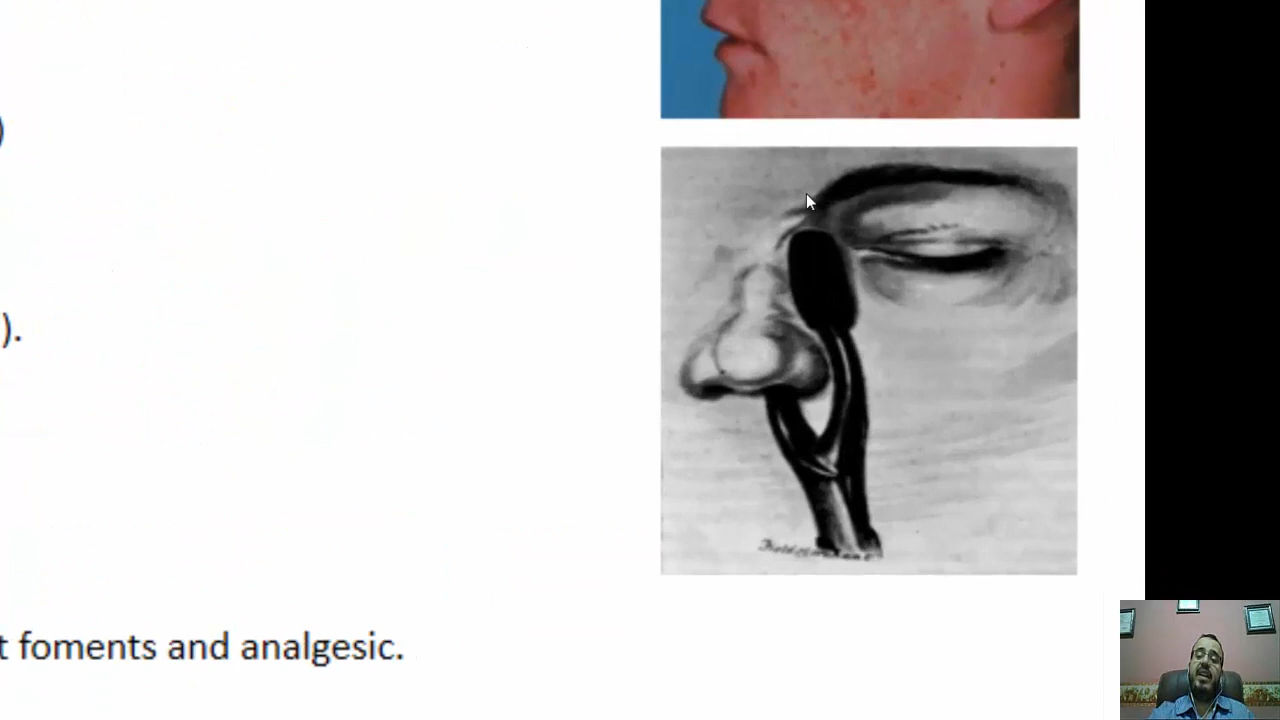 )
).
t foments and analgesic.